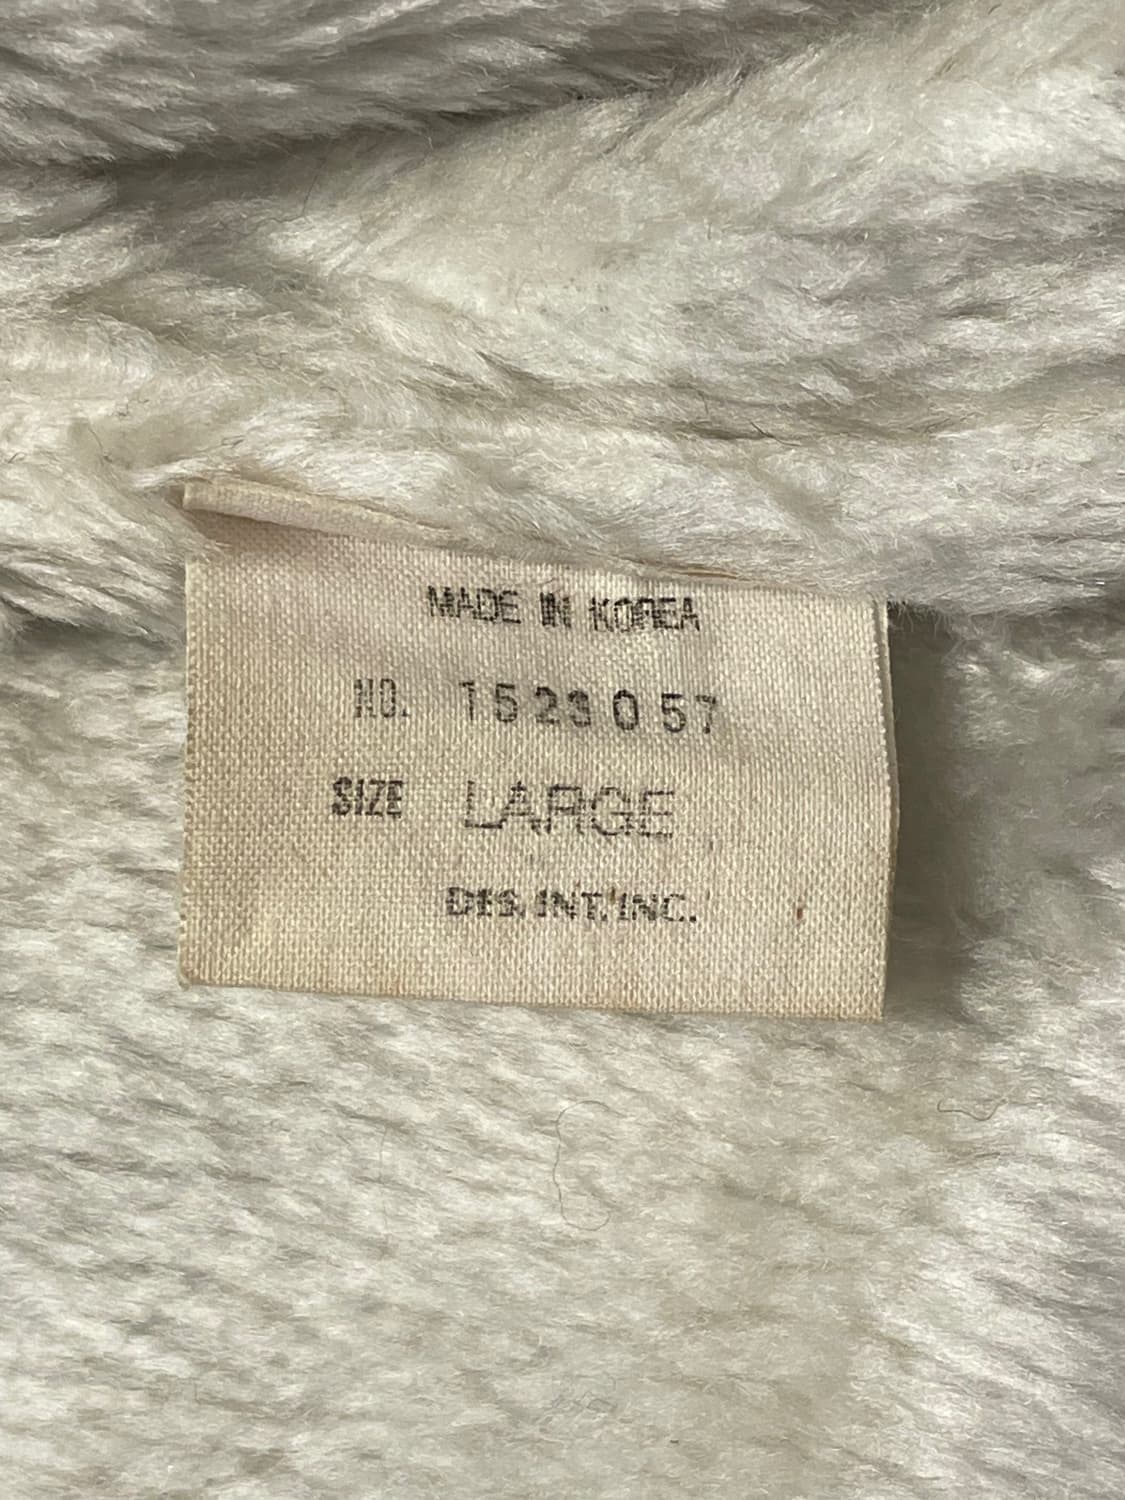 MADE IN KOREA
NO. 1523057
SIZE LARGE
DIS. INT. INC.